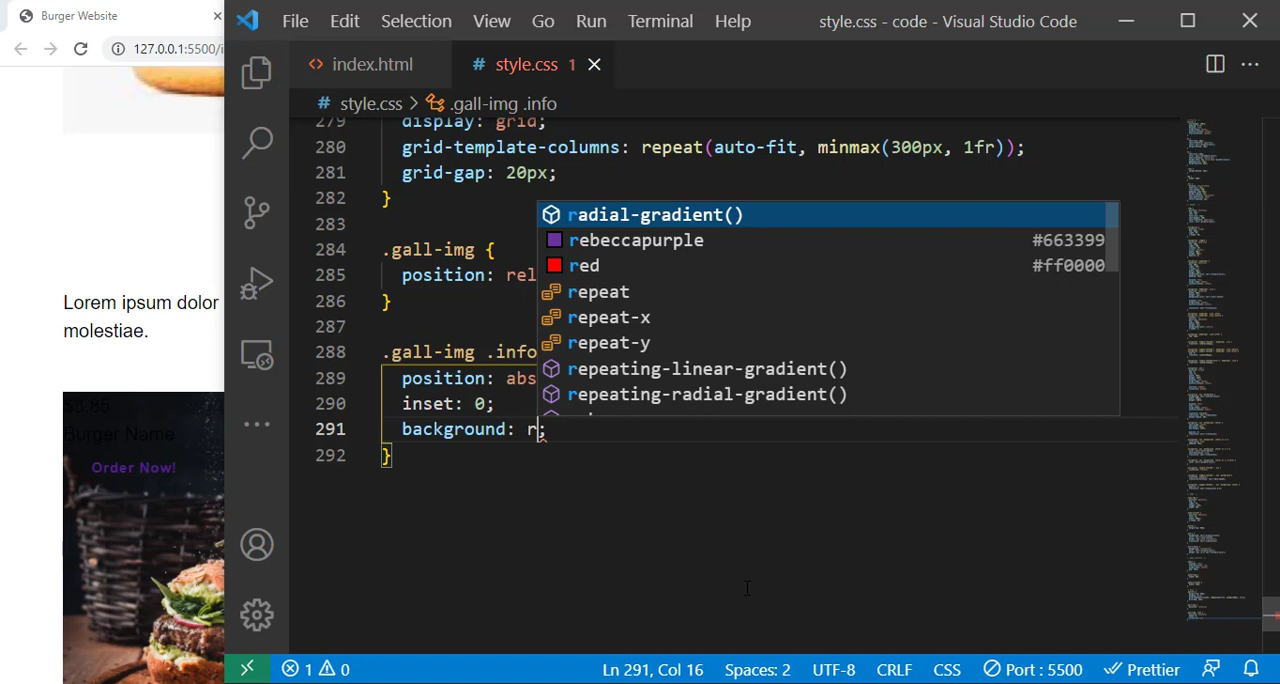 Burger Website
File Edit Selection View Go Run Terminal Help style.css - code - Visual Studio Code
127.0.0.1:5500/i
<> index.html # style.css 1
# style.css > .gall-img .info
279 display: grid;
280 grid-template-columns: repeat(auto-fit, minmax(300px, 1fr));
281 grid-gap: 20px;
282 }
283
284 .gall-img {
285 position: rel
286 }
287
288 .gall-img .info
289 position: abs
290 inset: 0;
291 background: r;
292 }
radial-gradient()
rebeccapurple #663399
red #ff0000
repeat
repeat-x
repeat-y
repeating-linear-gradient()
repeating-radial-gradient()
Lorem ipsum dolor
molestiae.
$3.85
Burger Name
Order Now!
1 0 Ln 291, Col 16 Spaces: 2 UTF-8 CRLF CSS Port : 5500 Prettier